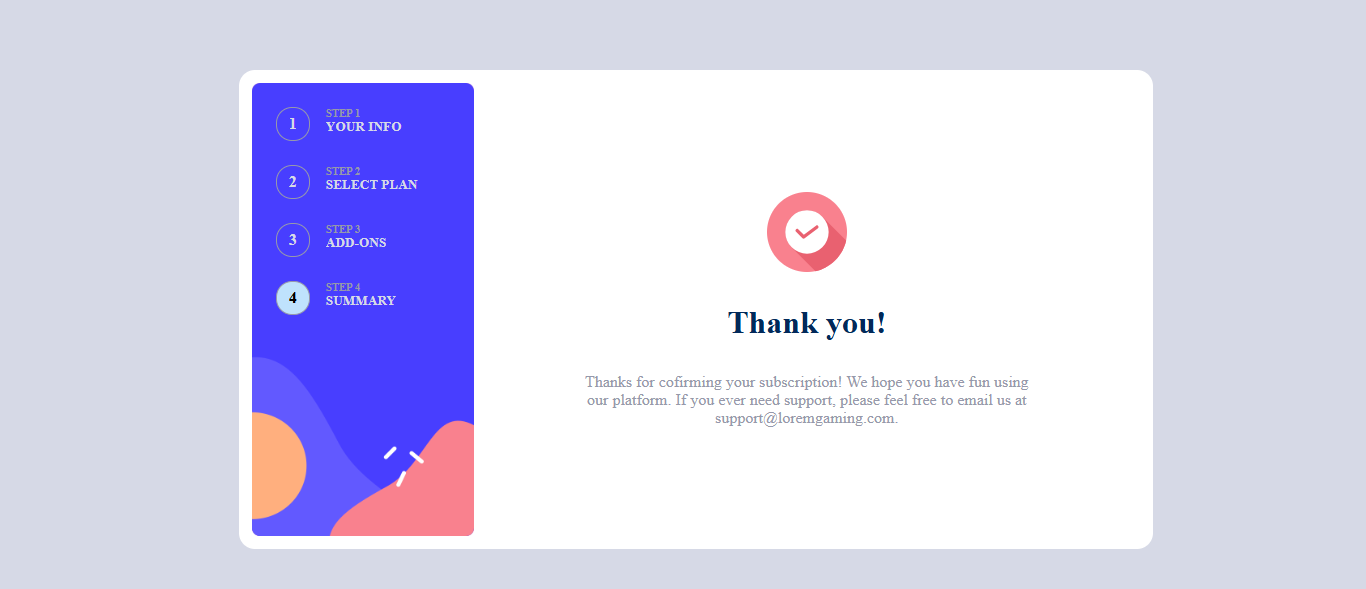 1
STEP 1
YOUR INFO
2
STEP 2
SELECT PLAN
3
STEP 3
ADD-ONS
4
STEP 4
SUMMARY
Thank you!
Thanks for cofirming your subscription! We hope you have fun using
our platform. If you ever need support, please feel free to email us at
support@loremgaming.com.